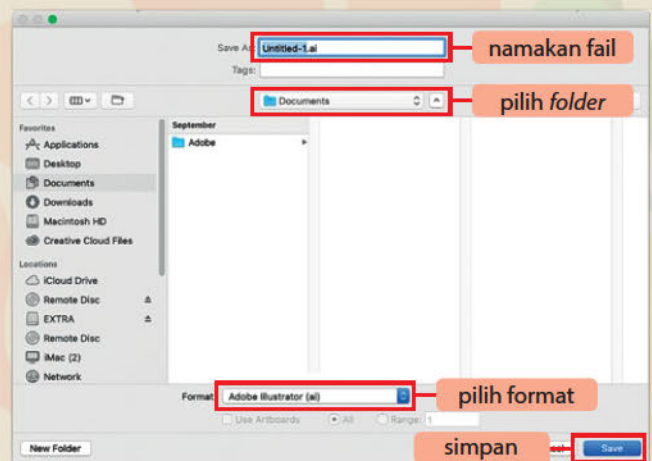 Save As: Untitled-1.ai
namakan fail
Tags:
Documents
pilih folder
Favorites
Applications
Desktop
Documents
Downloads
Macintosh HD
Creative Cloud Files
Locations
iCloud Drive
Remote Disc
EXTRA
Remote Disc
iMac (2)
Network
September
Adobe
Format: Adobe Illustrator (ai)
pilih format
Use Artboards All Range: 1
simpan
New Folder
Save